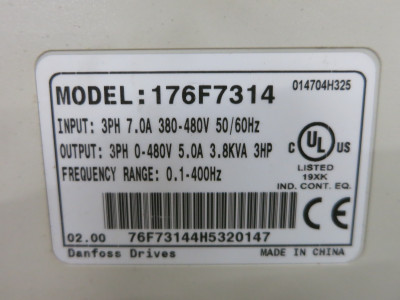 014704H325
MODEL:176F7314
INPUT: 3PH 7.0A 380-480V 50/60Hz
OUTPUT: 3PH 0-480V 5.0A 3.8KVA 3HP
FREQUENCY RANGE: 0.1-400Hz
C UL US
LISTED
19XK
IND. CONT. EQ.
CE
02.00 76F73144H5320147
Danfoss Drives MADE IN CHINA